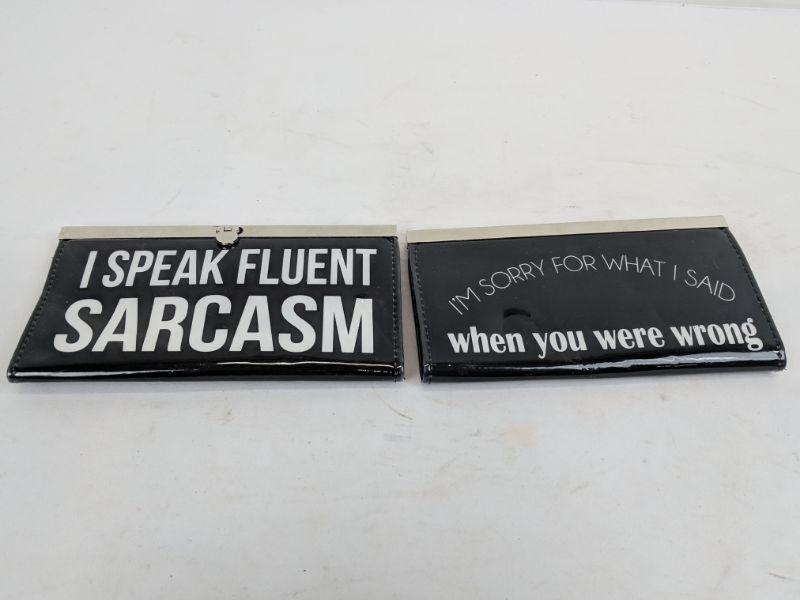 I SPEAK FLUENT
SARCASM
I'M SORRY FOR WHAT I SAID
when you were wrong